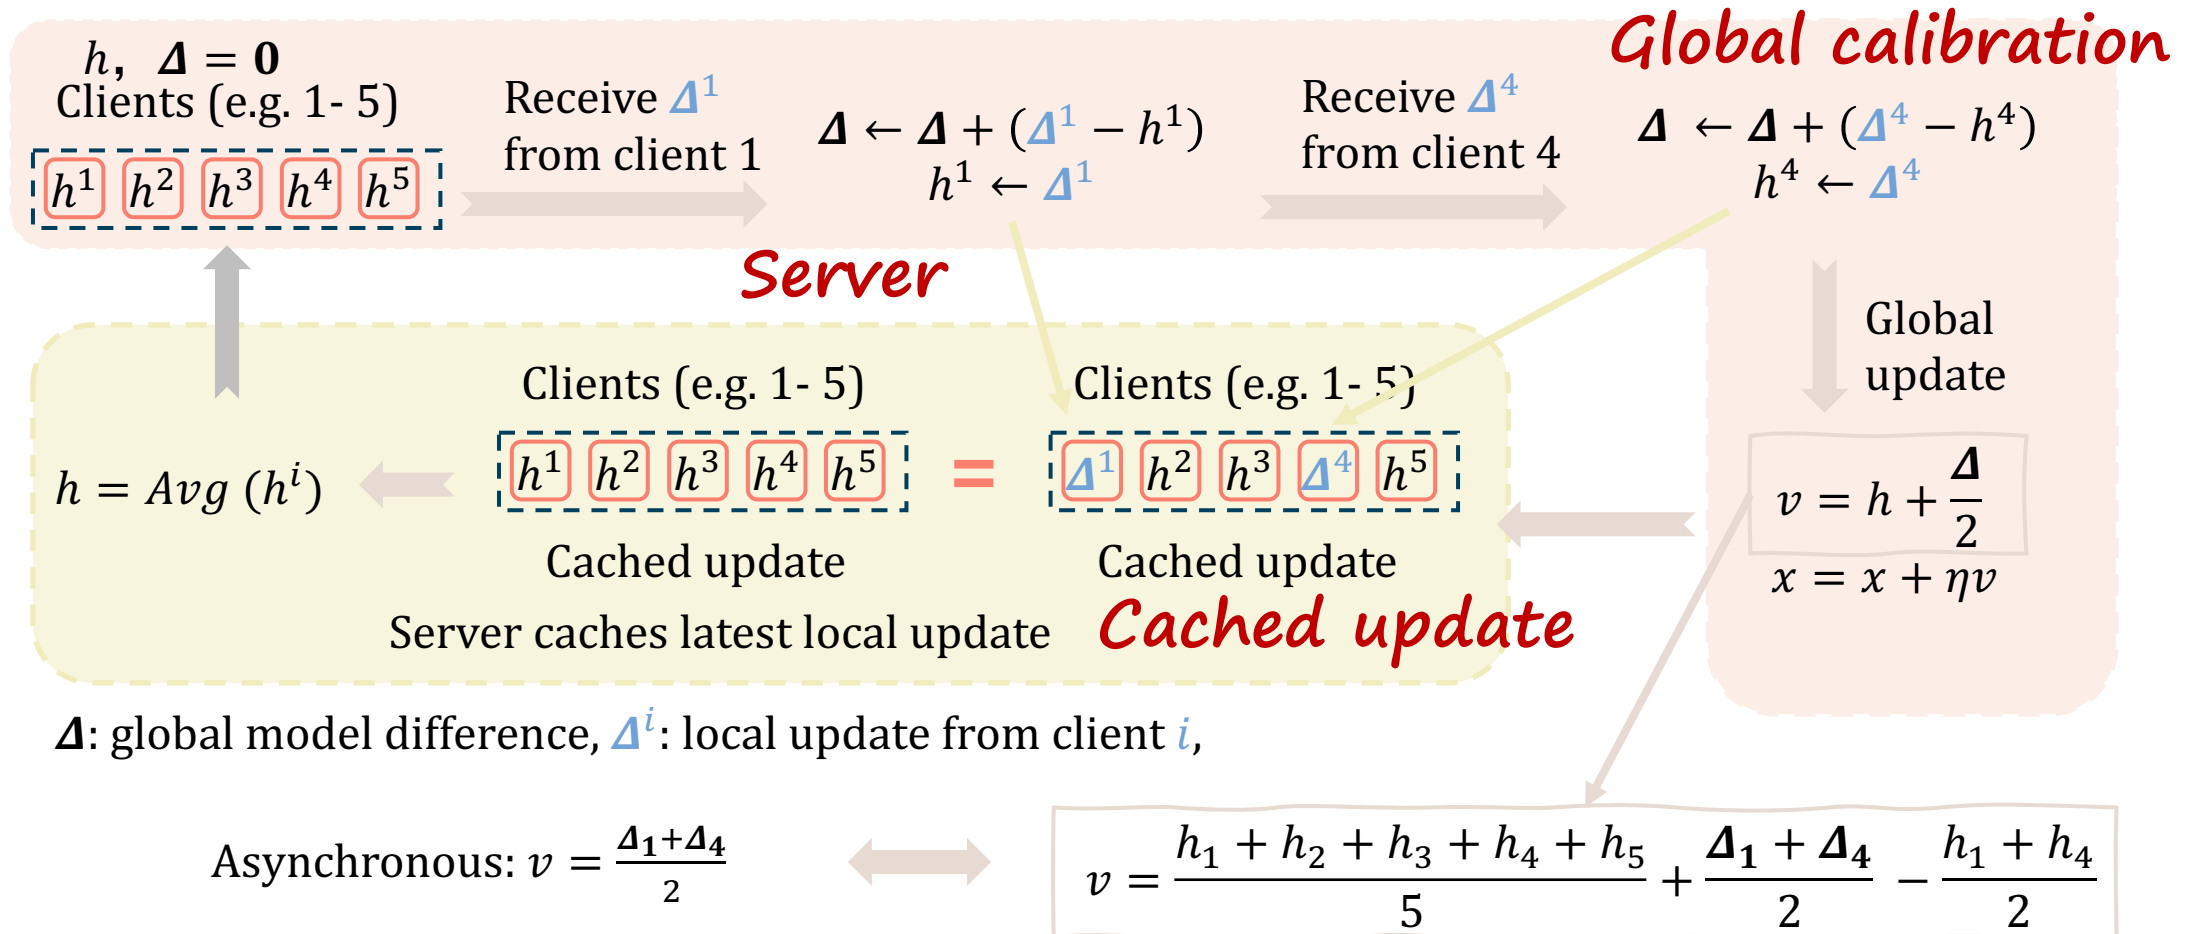 Global calibration
h, Δ = 0
Clients (e.g. 1- 5)
h¹ h² h³ h⁴ h⁵
Receive Δ¹
from client 1
Δ ← Δ + (Δ¹ − h¹)
h¹ ← Δ¹
Receive Δ⁴
from client 4
Δ ← Δ + (Δ⁴ − h⁴)
h⁴ ← Δ⁴
Server
Global
update
v = h + Δ/2
x = x + ηv
Clients (e.g. 1- 5)
h¹ h² h³ h⁴ h⁵
Cached update
=
Clients (e.g. 1- 5)
Δ¹ h² h³ Δ⁴ h⁵
Cached update
h = Avg (hⁱ)
Server caches latest local update
Cached update
Δ: global model difference, Δⁱ: local update from client i,
Asynchronous: v = (Δ₁+Δ₄)/2
v = (h₁ + h₂ + h₃ + h₄ + h₅)/5 + (Δ₁ + Δ₄)/2 − (h₁ + h₄)/2